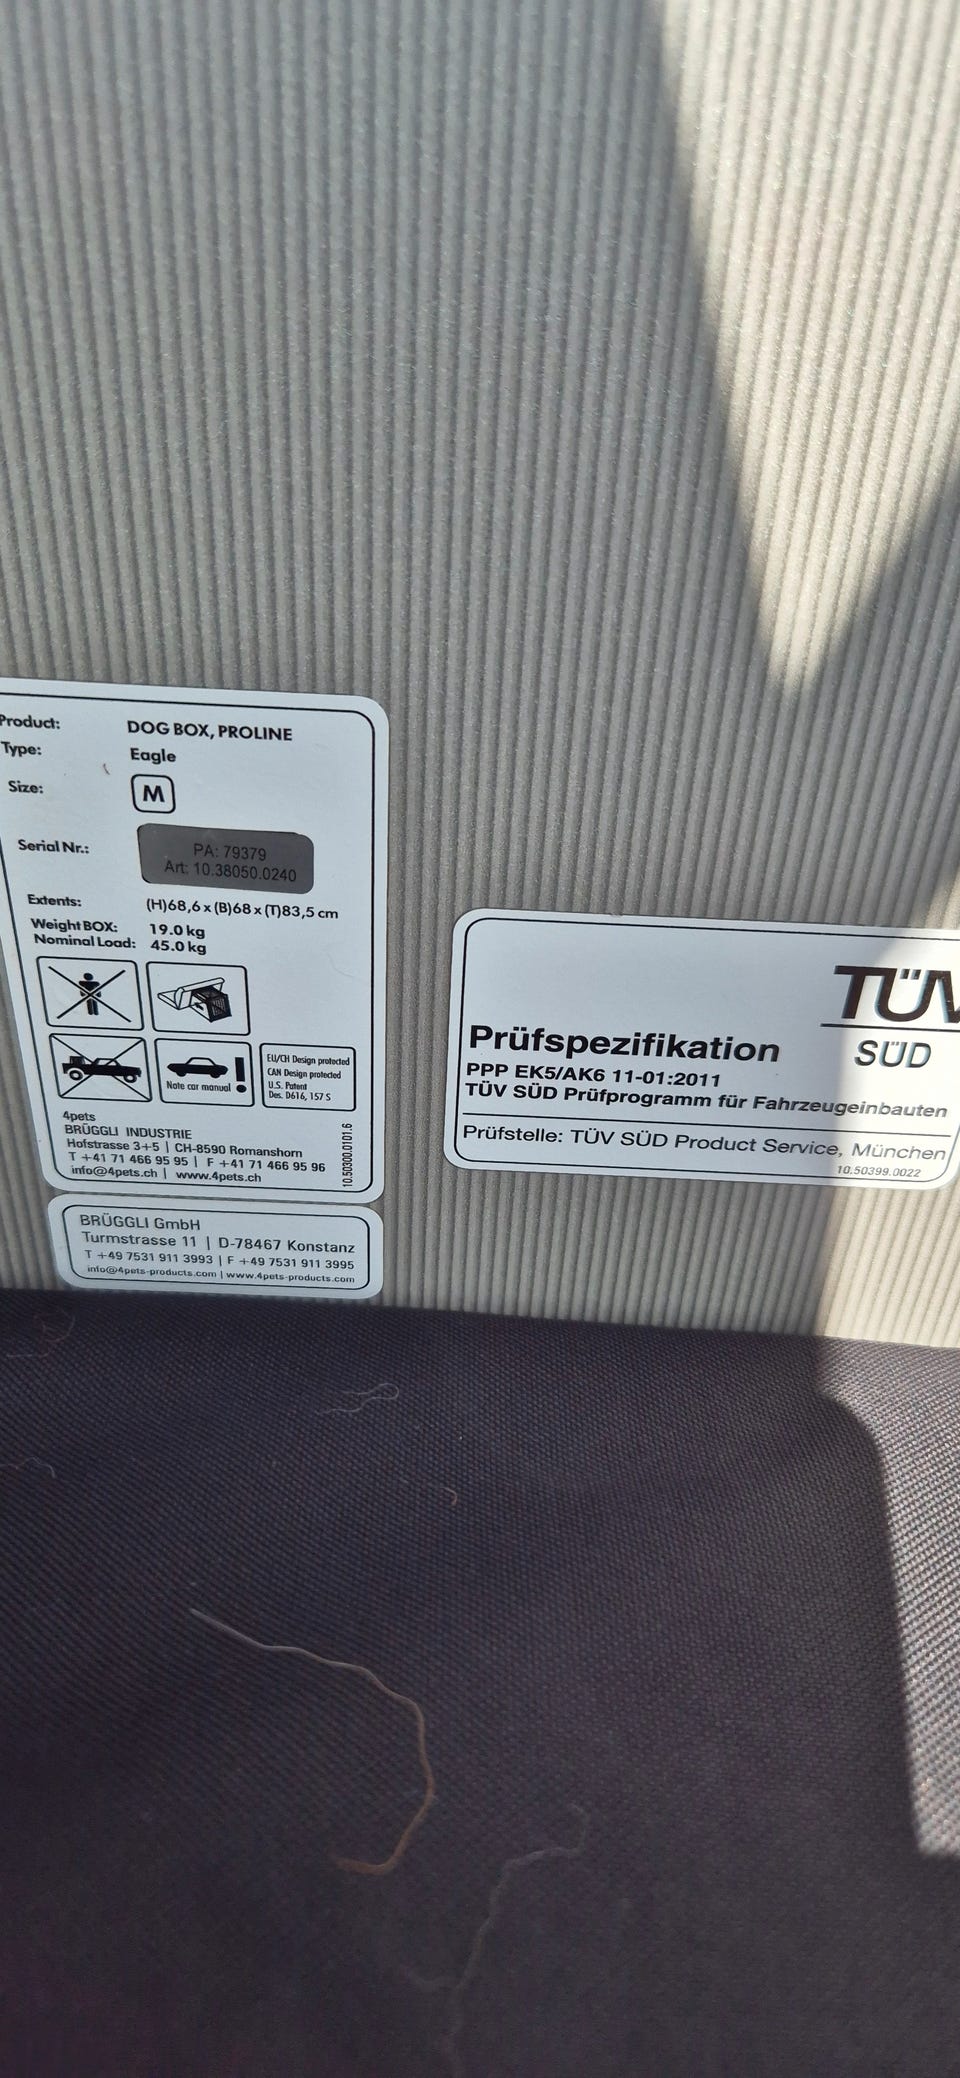 Product: DOG BOX, PROLINE
Type: Eagle
Size: M
Serial Nr.: PA: 79379
Art: 10.38050.0240
Extents: (H)68,6 x (B)68 x (T)83,5 cm
Weight BOX: 19.0 kg
Nominal Load: 45.0 kg
Note car manual !
EU/CH Design protected
CAN Design protected
U.S. Patent
Des. D616, 157 S
4pets
BRÜGGLI INDUSTRIE
Hofstrasse 3+5 | CH-8590 Romanshorn
T +41 71 466 95 95 | F +41 71 466 95 96
info@4pets.ch | www.4pets.ch
10.50300.0101.6
BRÜGGLI GmbH
Turmstrasse 11 | D-78467 Konstanz
T +49 7531 911 3993 | F +49 7531 911 3995
info@4pets-products.com | www.4pets-products.com
TÜV
SÜD
Prüfspezifikation
PPP EK5/AK6 11-01:2011
TÜV SÜD Prüfprogramm für Fahrzeugeinbauten
Prüfstelle: TÜV SÜD Product Service, München
10.50399.0022